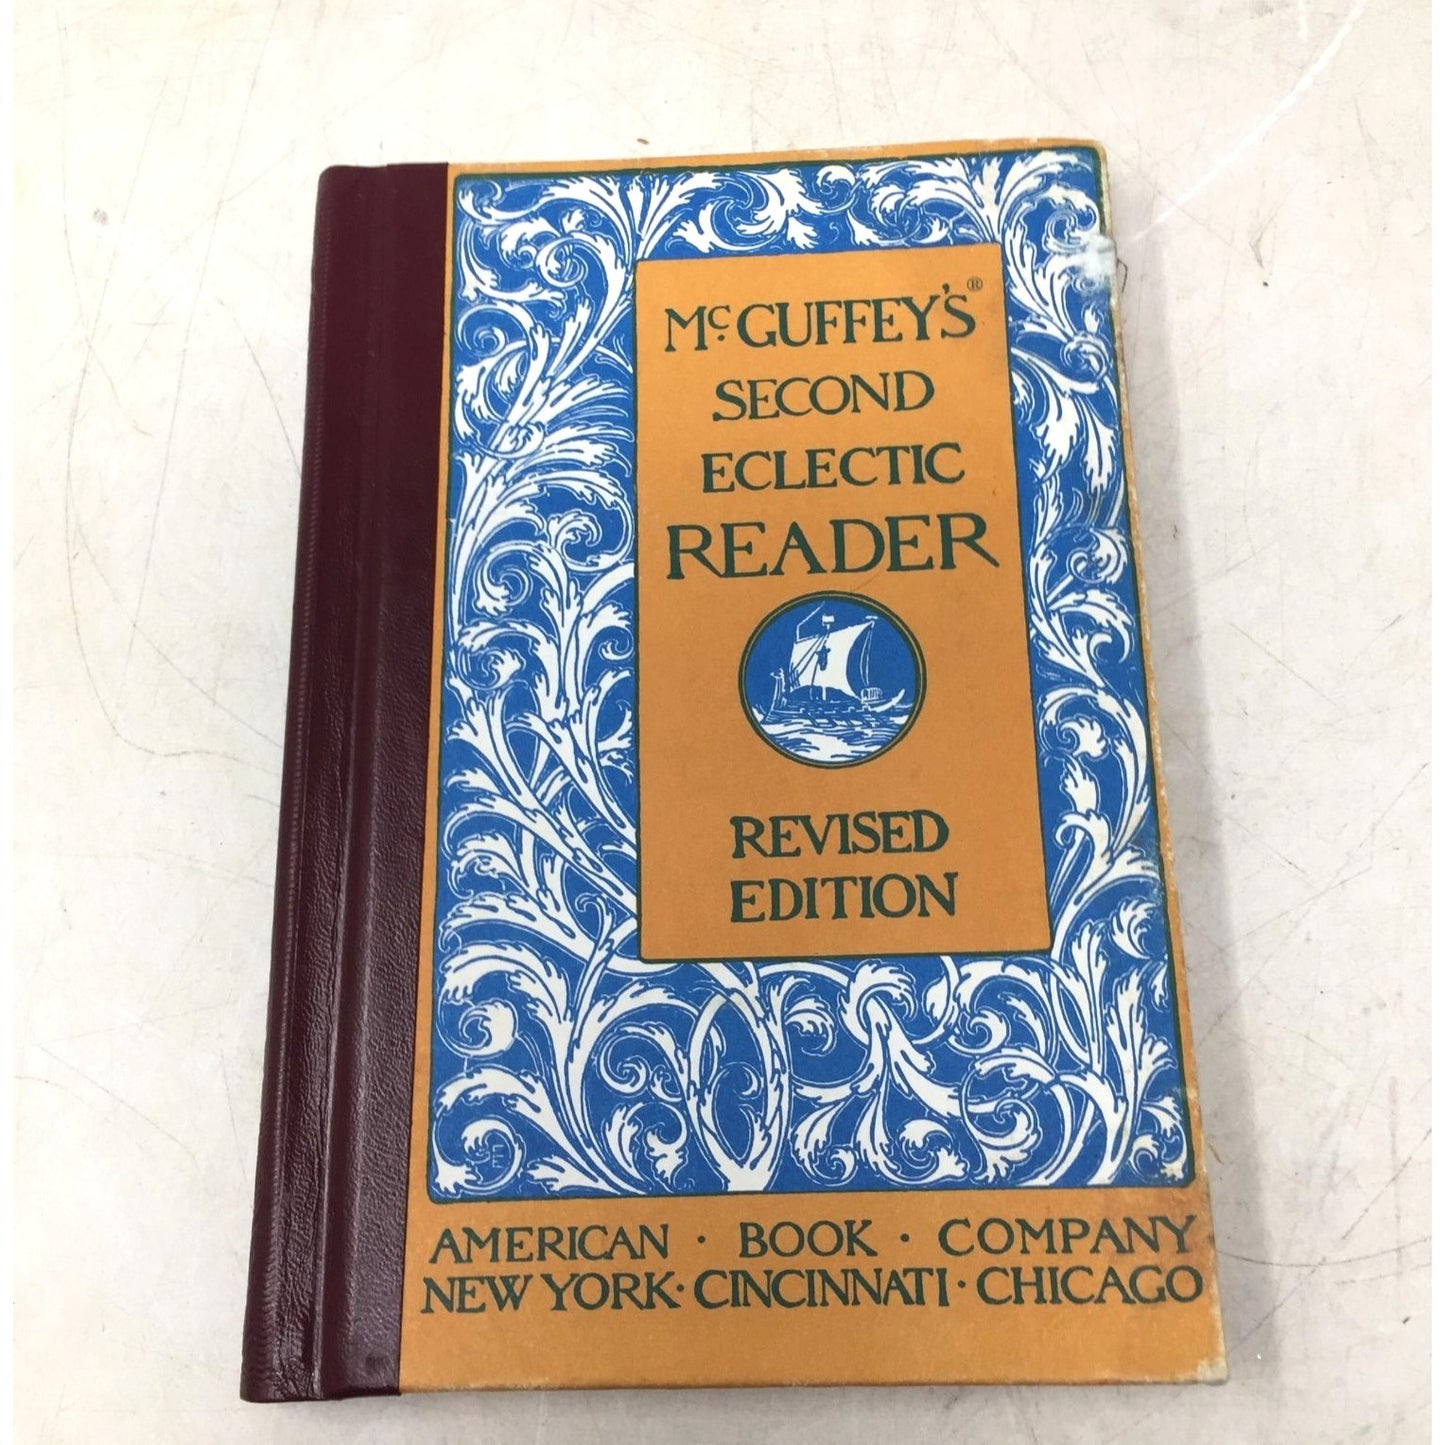 McGUFFEY'S®
SECOND
ECLECTIC
READER
REVISED
EDITION
AMERICAN · BOOK · COMPANY
NEW YORK · CINCINNATI · CHICAGO